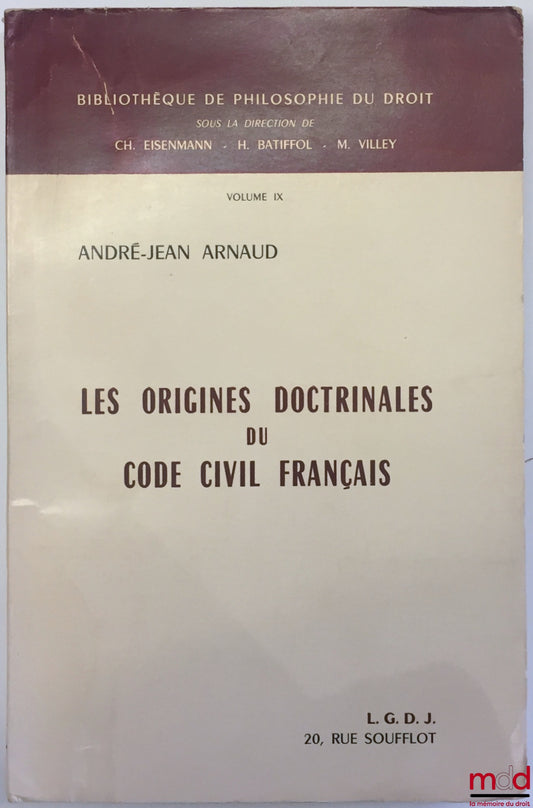 BIBLIOTHÈQUE DE PHILOSOPHIE DU DROIT
SOUS LA DIRECTION DE
CH. EISENMANN - H. BATIFFOL - M. VILLEY
VOLUME IX
ANDRÉ-JEAN ARNAUD
LES ORIGINES DOCTRINALES
DU
CODE CIVIL FRANÇAIS
L. G. D. J.
20, RUE SOUFFLOT
mdd
la mémoire du droit